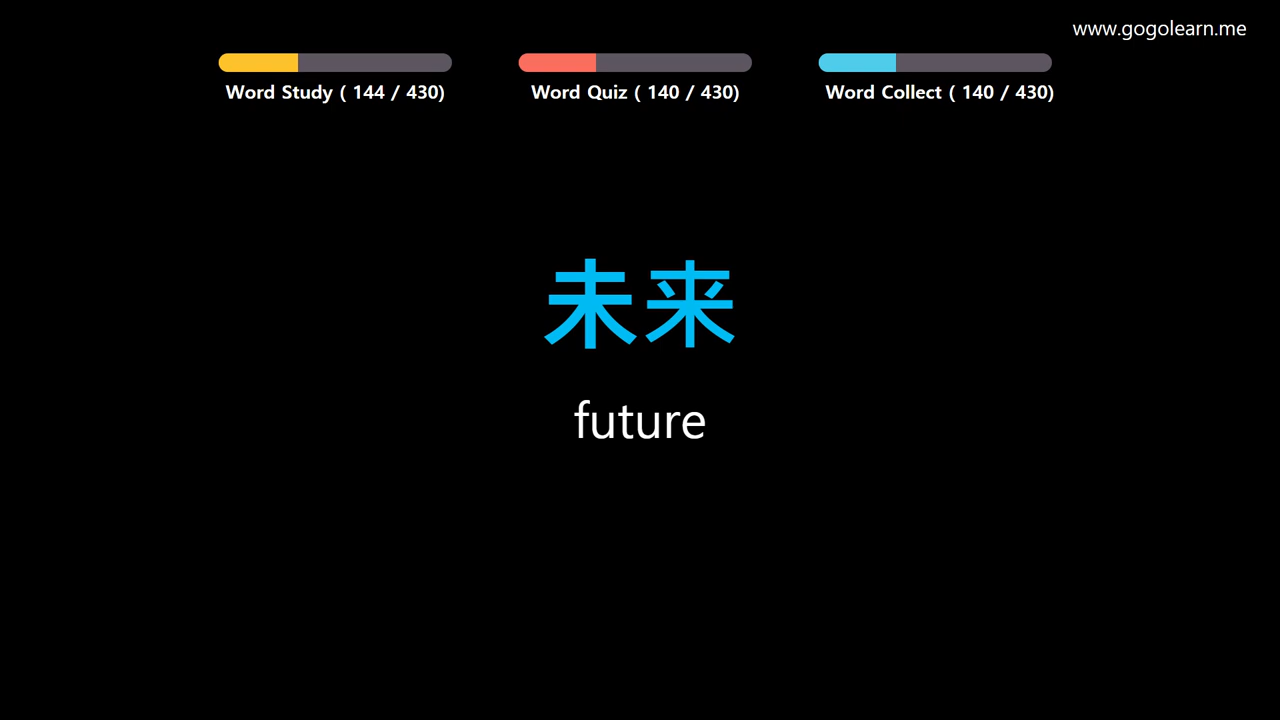 www.gogolearn.me
Word Study ( 144 / 430)
Word Quiz ( 140 / 430)
Word Collect ( 140 / 430)
未来
future